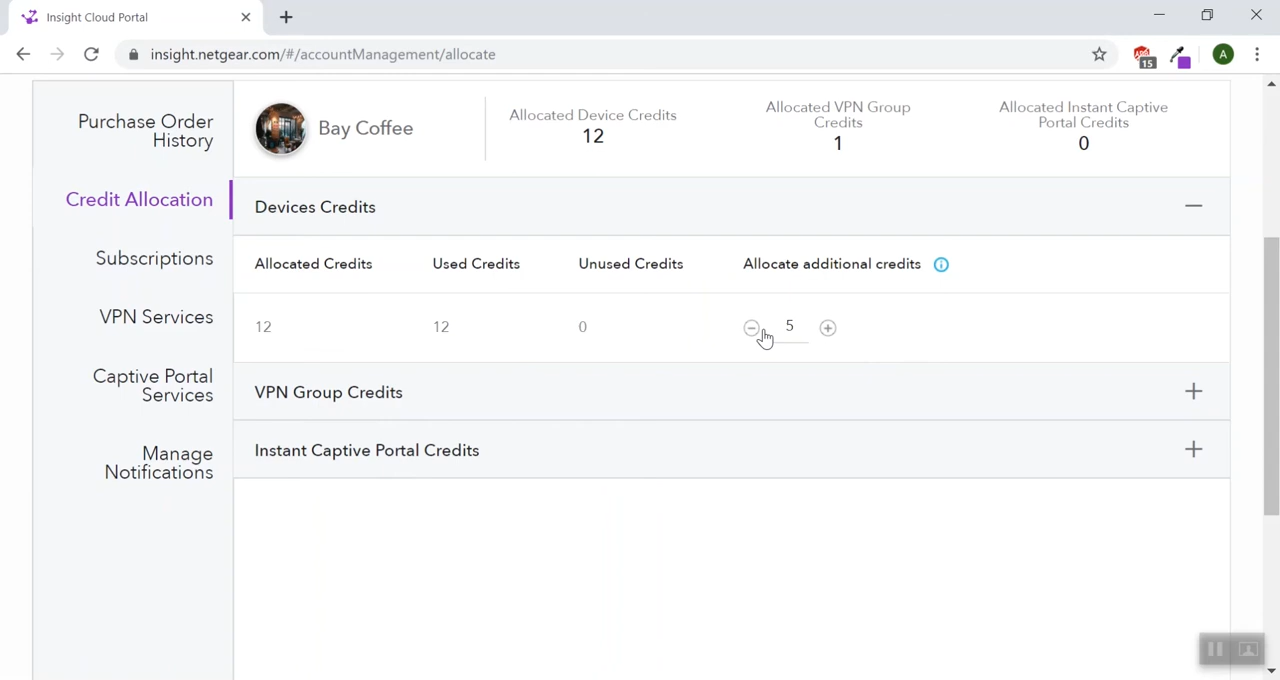 Insight Cloud Portal
insight.netgear.com/#/accountManagement/allocate
15
A
Purchase Order
History
Credit Allocation
Subscriptions
VPN Services
Captive Portal
Services
Manage
Notifications
Bay Coffee
Allocated Device Credits
12
Allocated VPN Group
Credits
1
Allocated Instant Captive
Portal Credits
0
Devices Credits
Allocated Credits Used Credits Unused Credits Allocate additional credits
12 12 0 5
VPN Group Credits
Instant Captive Portal Credits